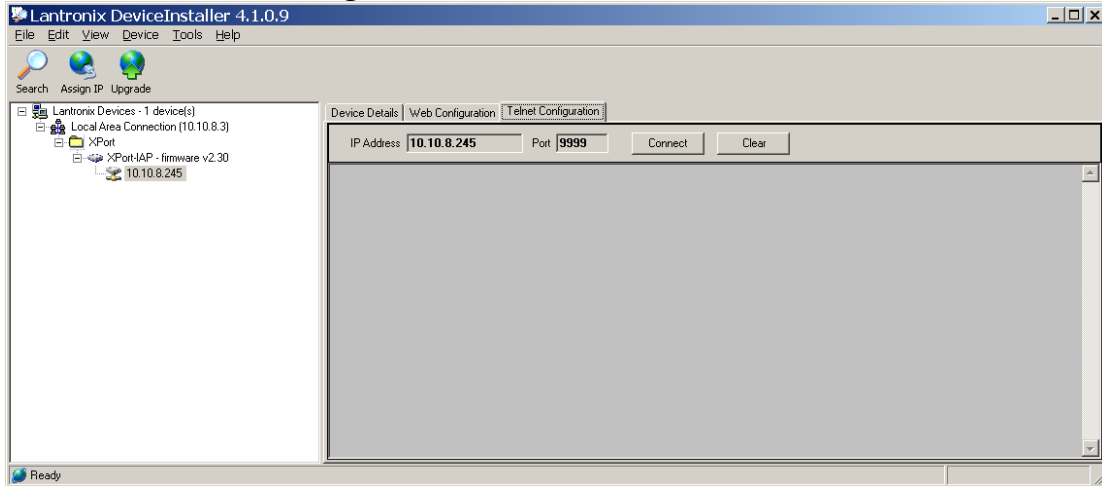 Lantronix DeviceInstaller 4.1.0.9
File Edit View Device Tools Help
Search Assign IP Upgrade
Lantronix Devices - 1 device(s)
Local Area Connection (10.10.8.3)
XPort
XPort-IAP - firmware v2.30
10.10.8.245
Device Details Web Configuration Telnet Configuration
IP Address 10.10.8.245 Port 9999 Connect Clear
Ready